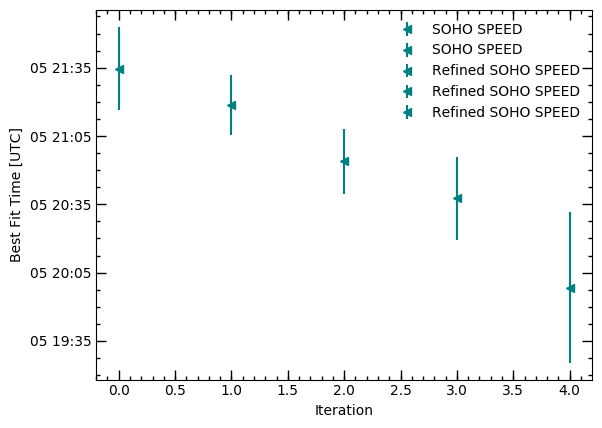 SOHO SPEED
SOHO SPEED
Refined SOHO SPEED
Refined SOHO SPEED
Refined SOHO SPEED
Best Fit Time [UTC]
05 21:35
05 21:05
05 20:35
05 20:05
05 19:35
0.0 0.5 1.0 1.5 2.0 2.5 3.0 3.5 4.0
Iteration